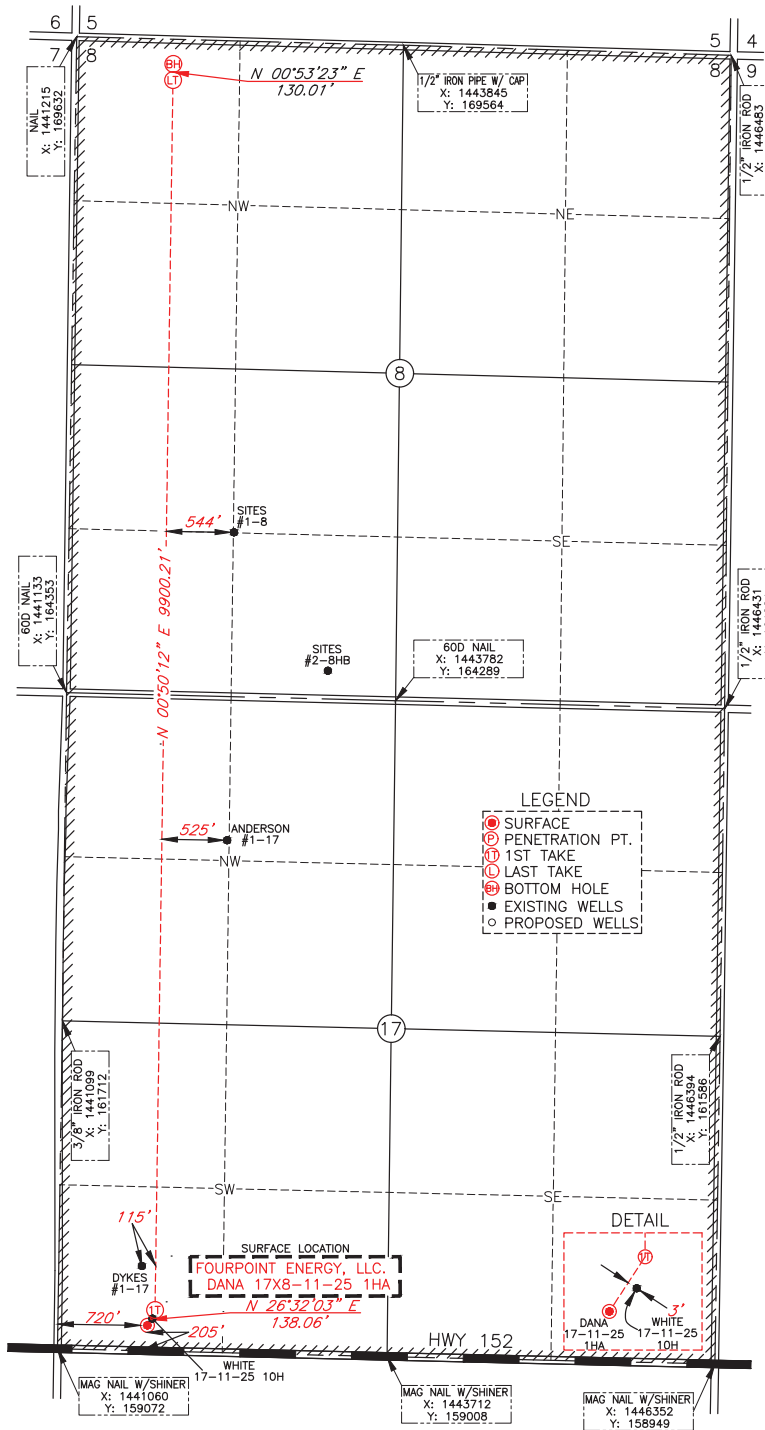 6 5
5 4
7 8
8 9
BH
LT
N 00°53'23" E
130.01'
NAIL
X: 1441215
Y: 169632
1/2" IRON PIPE W/ CAP
X: 1443845
Y: 169564
1/2" IRON ROD
X: 1446483
NW
NE
8
SITES
#1-8
544'
SE
N 00°50'12" E 9900.21'
60D NAIL
X: 1441133
Y: 164353
SITES
#2-8HB
60D NAIL
X: 1443782
Y: 164289
1/2" IRON ROD
X: 1446431
525'
ANDERSON
#1-17
NW
LEGEND
SURFACE
P PENETRATION PT.
1T 1ST TAKE
L LAST TAKE
BH BOTTOM HOLE
EXISTING WELLS
PROPOSED WELLS
17
3/8" IRON ROD
X: 1441099
Y: 161712
1/2" IRON ROD
X: 1446394
Y: 161586
SW
SE
115'
DYKES
#1-17
SURFACE LOCATION
FOURPOINT ENERGY, LLC.
DANA 17X8-11-25 1HA
1T
N 26°32'03" E
138.06'
720'
205'
WHITE
17-11-25 10H
HWY 152
DETAIL
1T
3'
DANA
17-11-25
1HA
WHITE
17-11-25
10H
MAG NAIL W/SHINER
X: 1441060
Y: 159072
MAG NAIL W/SHINER
X: 1443712
Y: 159008
MAG NAIL W/SHINER
X: 1446352
Y: 158949